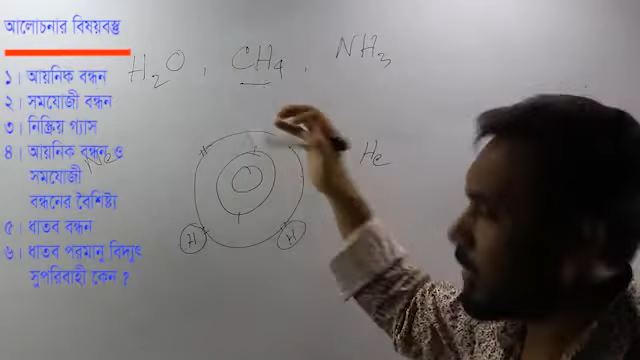 আলোচনার বিষয়বস্তু
১। আয়নিক বন্ধন
২। সমযোজী বন্ধন
৩। নিষ্ক্রিয় গ্যাস
৪। আয়নিক বন্ধন ও
সমযোজী
বন্ধনের বৈশিষ্ট্য
৫। ধাতব বন্ধন
৬। ধাতব পরমানু বিদ্যুৎ
সুপরিবাহী কেন ?
H₂O , CH₄ , NH₃
Ne
He
H
H